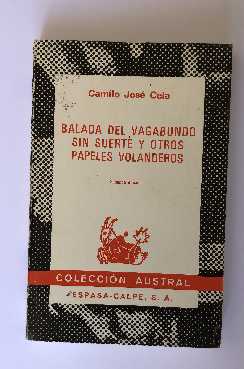 Camilo José Cela
BALADA DEL VAGABUNDO
SIN SUERTE Y OTROS
PAPELES VOLANDEROS
COLECCIÓN AUSTRAL
ESPASA-CALPE, S. A.